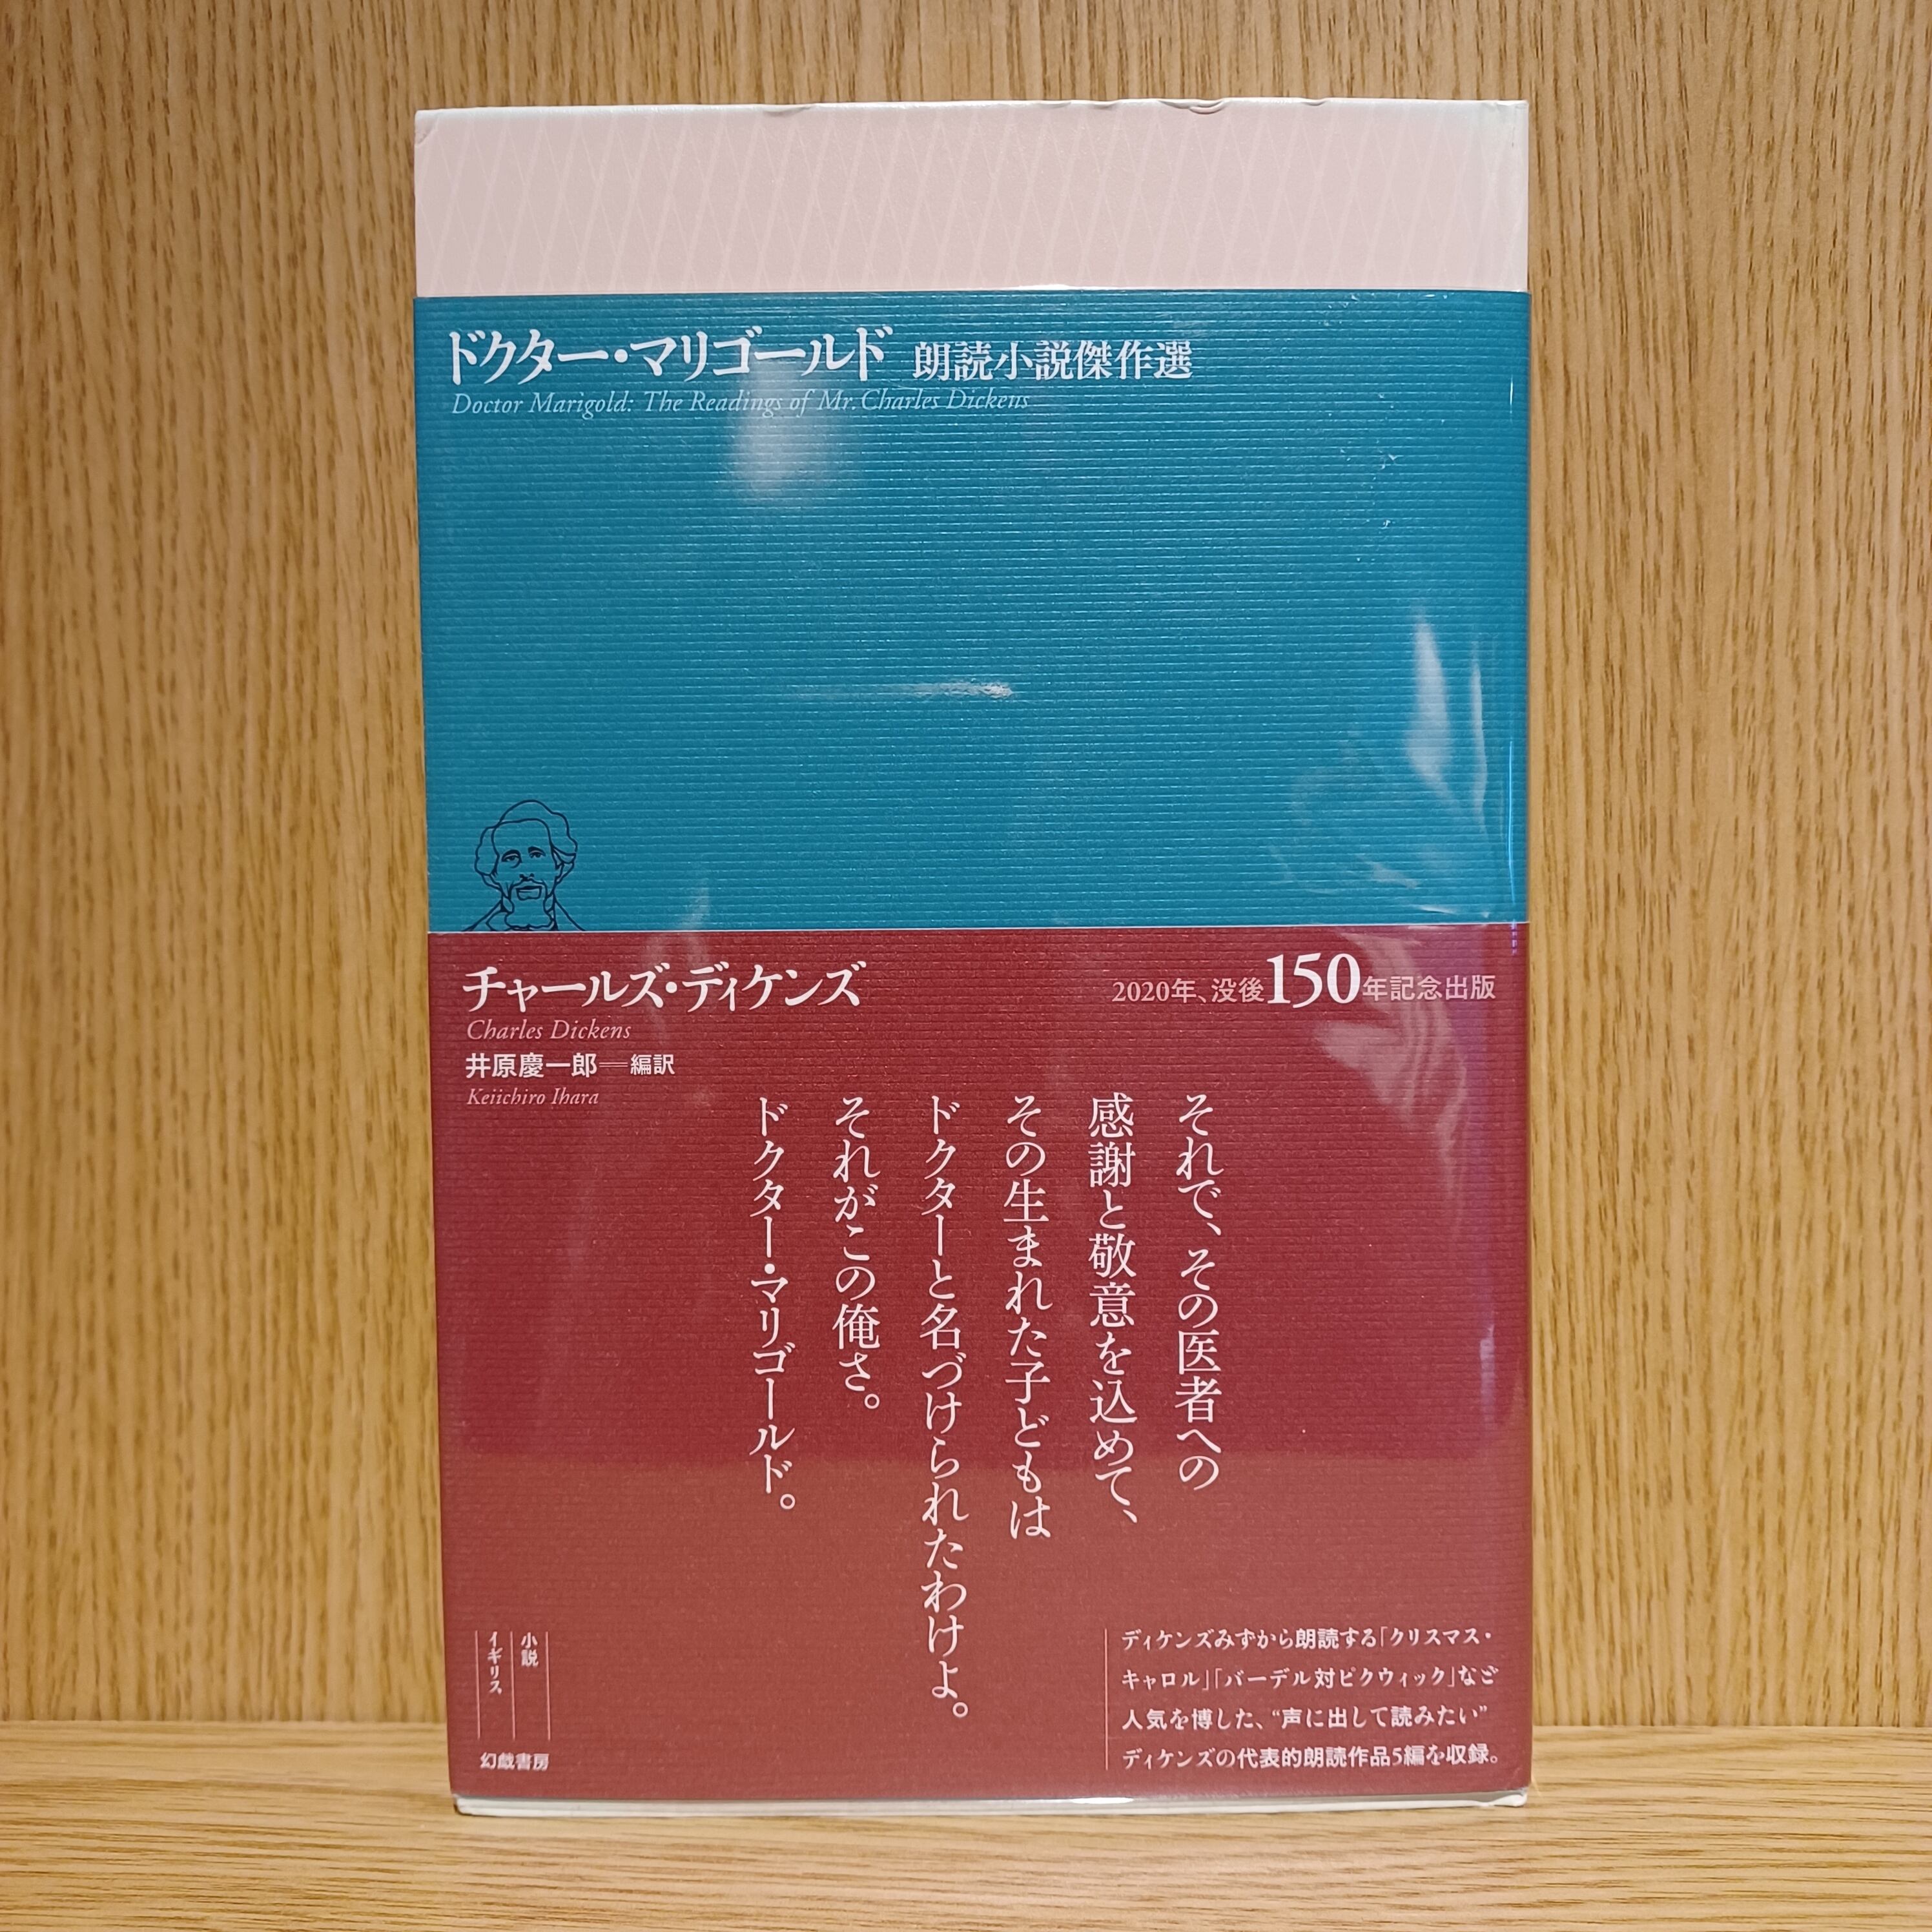 ドクター・マリゴールド 朗読小説傑作選
Doctor Marigold: The Readings of Mr. Charles Dickens
チャールズ・ディケンズ
Charles Dickens
井原慶一郎──編訳
Keiichiro Ihara
2020年、没後150年記念出版
それで、その医者への
感謝と敬意を込めて、
その生まれた子どもは
ドクターと名づけられたわけよ。
それがこの俺さ。
ドクター・マリゴールド。
小説
イギリス
幻戯書房
ディケンズみずから朗読する「クリスマス・
キャロル」「バーデル対ピクウィック」など
人気を博した、“声に出して読みたい”
ディケンズの代表的朗読作品5編を収録。